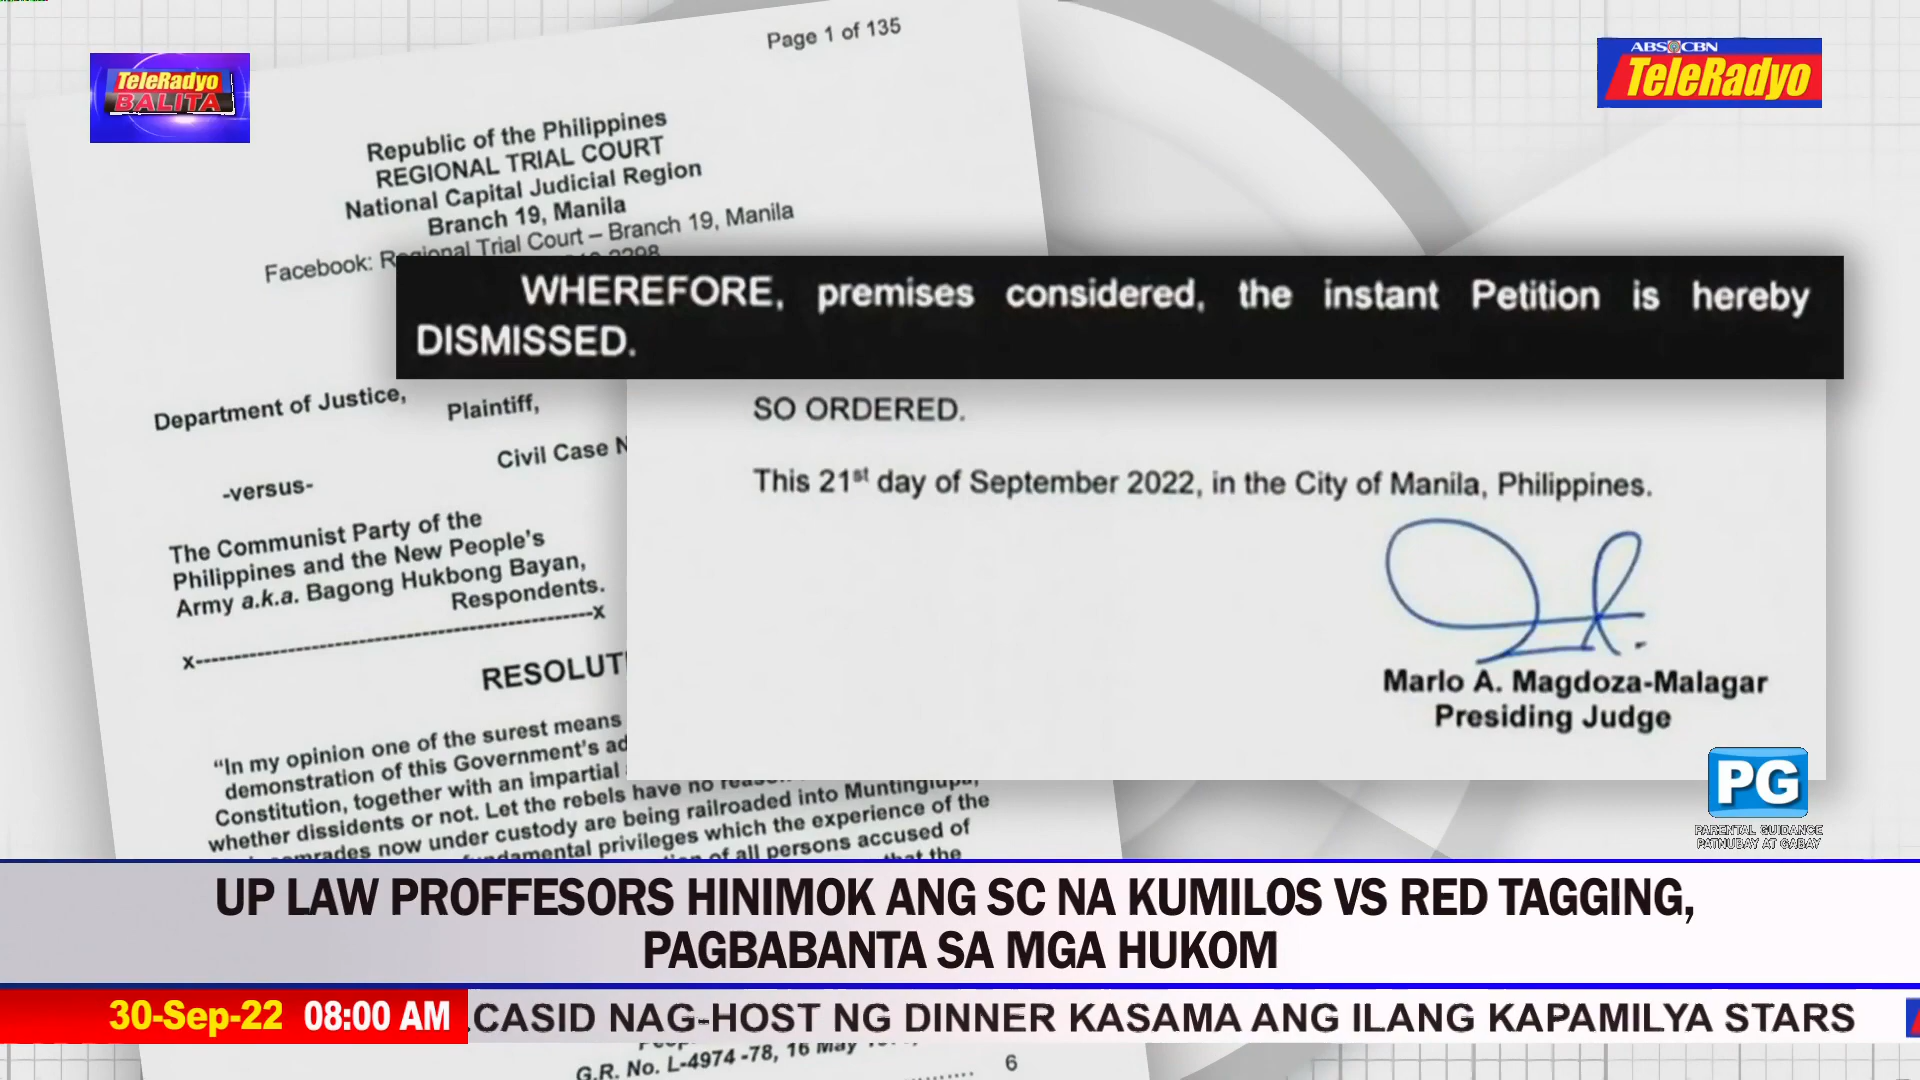 Page 1 of 135
TeleRadyo
BALITA
ABS CBN
TeleRadyo
Republic of the Philippines
REGIONAL TRIAL COURT
National Capital Judicial Region
Branch 19, Manila
Facebook: Regional Trial Court – Branch 19, Manila
WHEREFORE, premises considered, the instant Petition is hereby
DISMISSED.
Department of Justice,
Plaintiff,
Civil Case
-versus-
The Communist Party of the
Philippines and the New People's
Army a.k.a. Bagong Hukbong Bayan,
Respondents.
x-----------------------------------------------x
SO ORDERED.
This 21st day of September 2022, in the City of Manila, Philippines.
Marlo A. Magdoza-Malagar
Presiding Judge
"In my opinion one of the surest means
demonstration of this Government's
Constitution, together with an impartial
whether dissidents or not. Let the rebels have no
now under custody are being railroaded into Muntinglupa,
privileges which the experience of the
of all persons accused of
that the
PG
PARENTAL GUIDANCE
PATNUBAY AT GABAY
UP LAW PROFFESORS HINIMOK ANG SC NA KUMILOS VS RED TAGGING,
PAGBABANTA SA MGA HUKOM
30-Sep-22 08:00 AM
CASID NAG-HOST NG DINNER KASAMA ANG ILANG KAPAMILYA STARS
G.R. No. L-4974 -78, 16 May
6